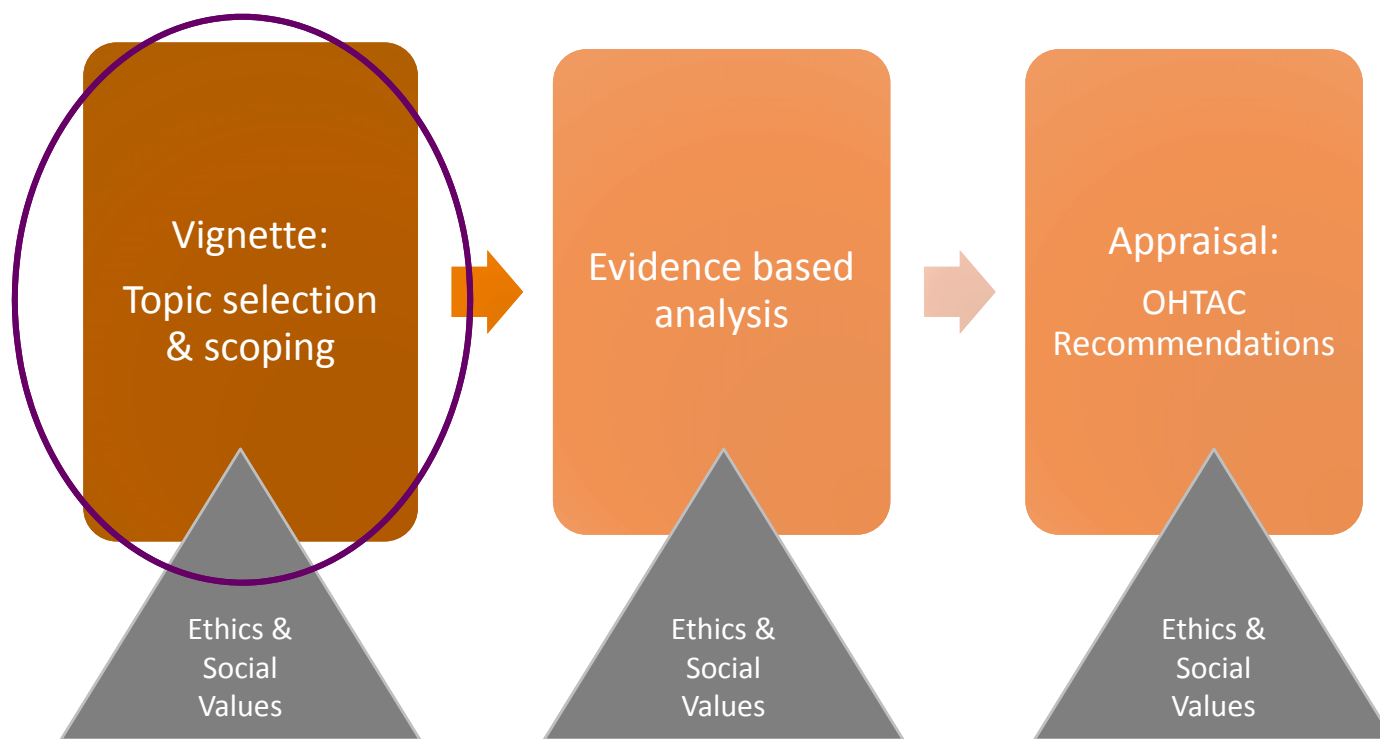 Vignette:
Topic selection
& scoping
Evidence based
analysis
Appraisal:
OHTAC
Recommendations
Ethics &
Social
Values
Ethics &
Social
Values
Ethics &
Social
Values